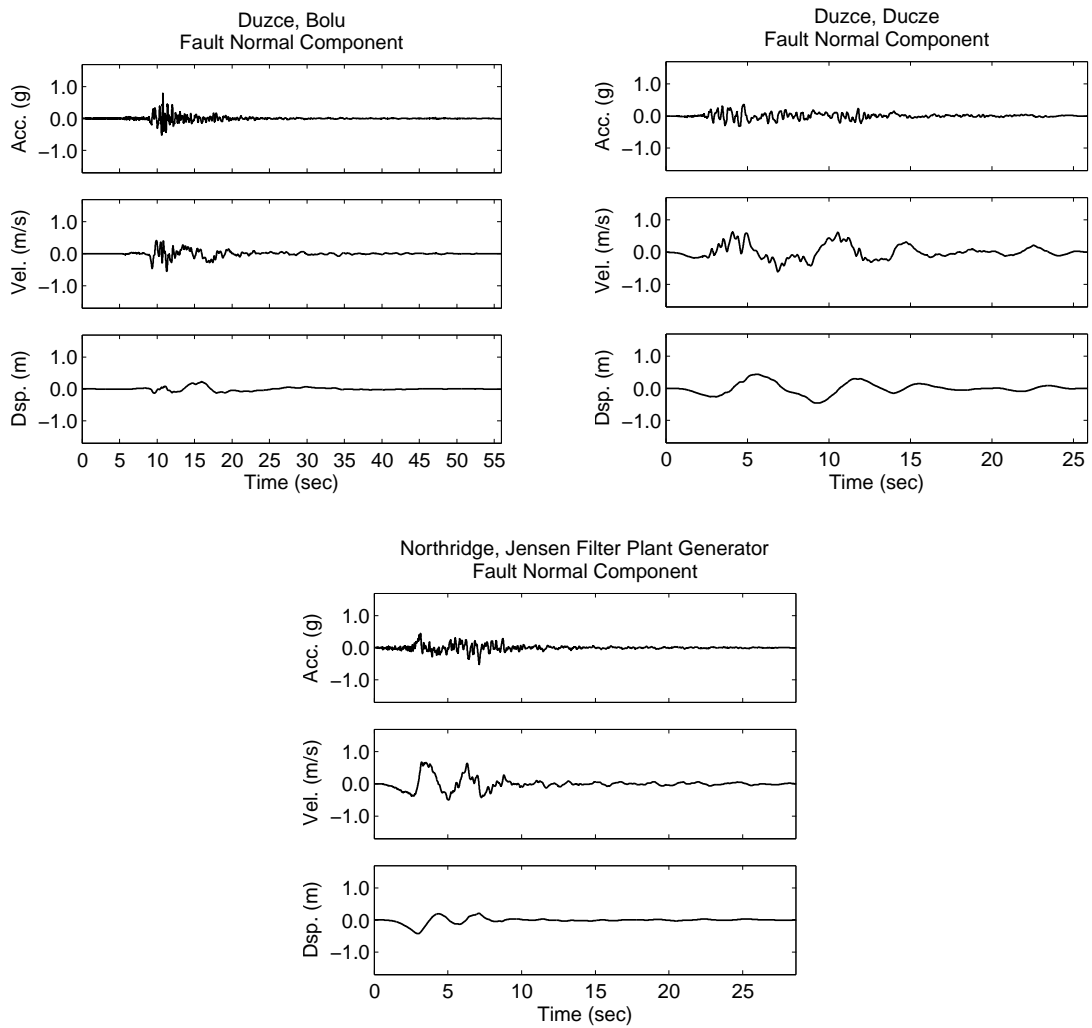 Duzce, Bolu
Fault Normal Component
Acc. (g)
1.0
0.0
−1.0
Vel. (m/s)
1.0
0.0
−1.0
Dsp. (m)
1.0
0.0
−1.0
0 5 10 15 20 25 30 35 40 45 50 55
Time (sec)
Duzce, Ducze
Fault Normal Component
Acc. (g)
1.0
0.0
−1.0
Vel. (m/s)
1.0
0.0
−1.0
Dsp. (m)
1.0
0.0
−1.0
0 5 10 15 20 25
Time (sec)
Northridge, Jensen Filter Plant Generator
Fault Normal Component
Acc. (g)
1.0
0.0
−1.0
Vel. (m/s)
1.0
0.0
−1.0
Dsp. (m)
1.0
0.0
−1.0
0 5 10 15 20 25
Time (sec)